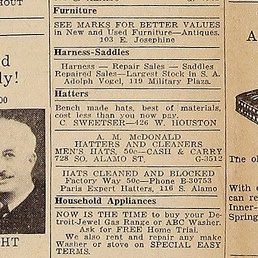 HOUT
Furniture
SEE MARKS FOR BETTER VALUES
in New and Used Furniture—Antiques.
103 E. Josephine
Harness-Saddles
Harness — Repair Sales — Saddles
Repaired Sales—Largest Stock In S. A.
Adolph Vogel, 119 Military Plaza.
Hatters
Bench made hats, best of materials,
cost less than you now pay.
C. SWEETSER—426 W. HOUSTON
A. M. McDONALD
HATTERS AND CLEANERS
MEN'S HATS, 50c—CASH & CARRY
728 SO. ALAMO ST. G-3512
HATS CLEANED AND BLOCKED
Factory Way 50c—Phone B-30753
Paris Expert Hatters, 116 S. Alamo
Household Appliances
NOW IS THE TIME to buy your De-
troit-Jewel Gas Range or ABC Washer.
Ask for FREE Home Trial.
We also rent and repair any make
Washer or stove on SPECIAL EASY
TERMS.
d
ly!
00
HT
A
The ol
With
can re
Inner-
Spring